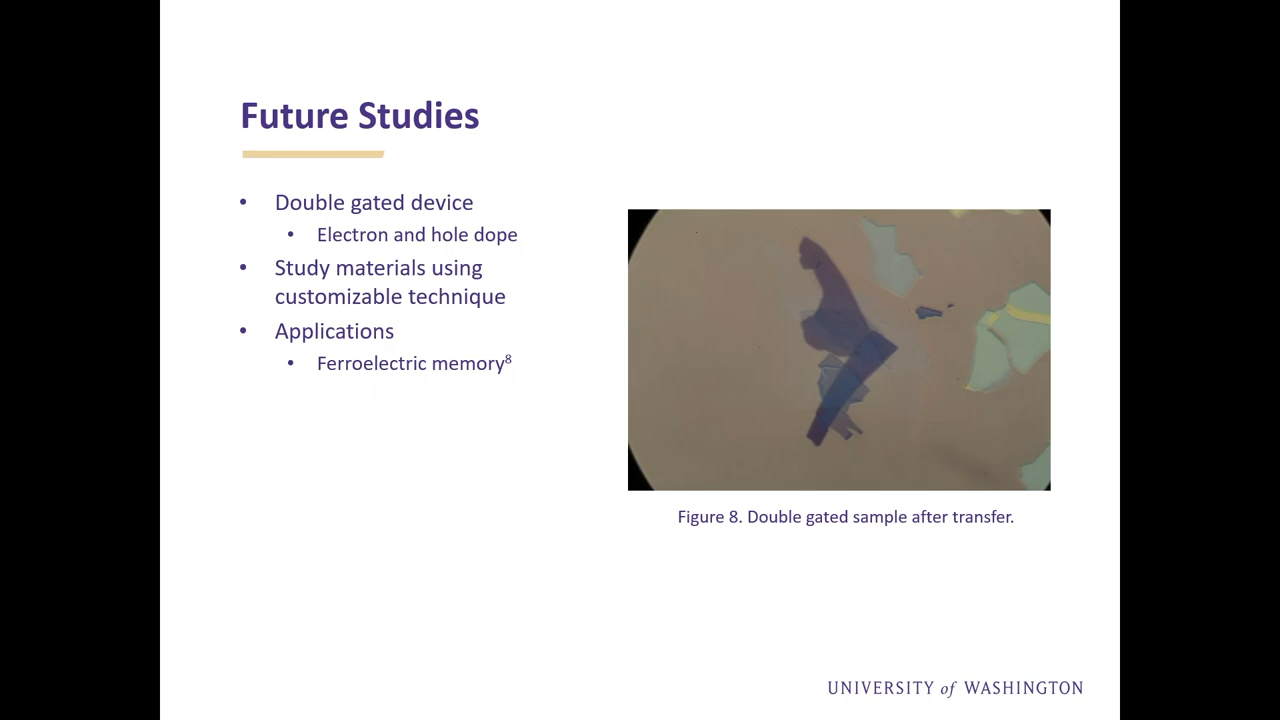 Future Studies
• Double gated device
• Electron and hole dope
• Study materials using
customizable technique
• Applications
• Ferroelectric memory⁸
Figure 8. Double gated sample after transfer.
UNIVERSITY of WASHINGTON